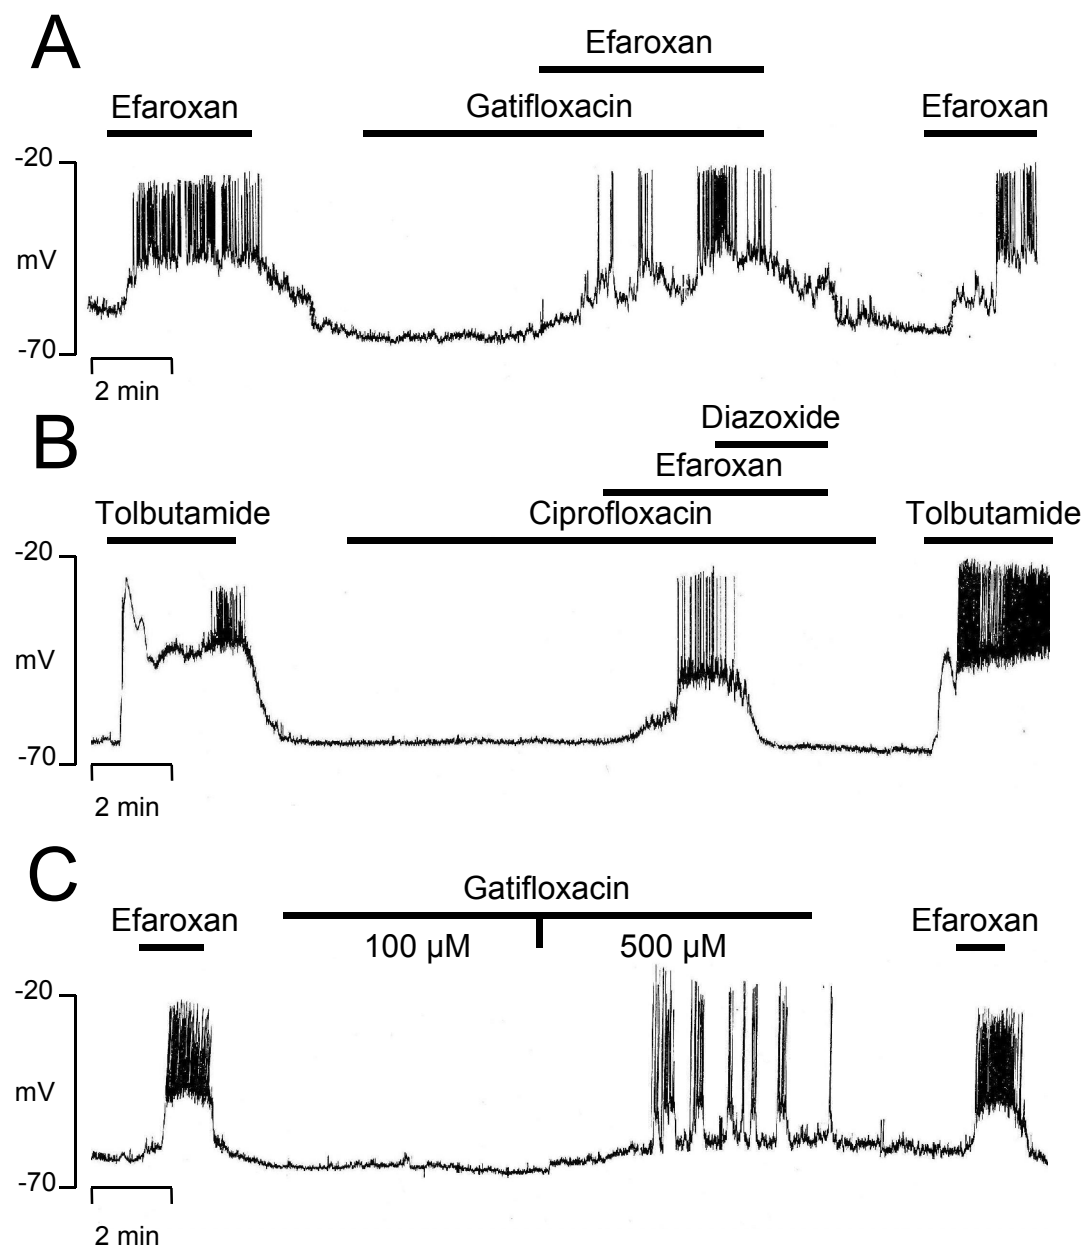 A
Efaroxan
Efaroxan Gatifloxacin Efaroxan
-20
mV
-70
2 min
B
Diazoxide
Efaroxan
Tolbutamide Ciprofloxacin Tolbutamide
-20
mV
-70
2 min
C
Gatifloxacin
Efaroxan Efaroxan
100 µM 500 µM
-20
mV
-70
2 min